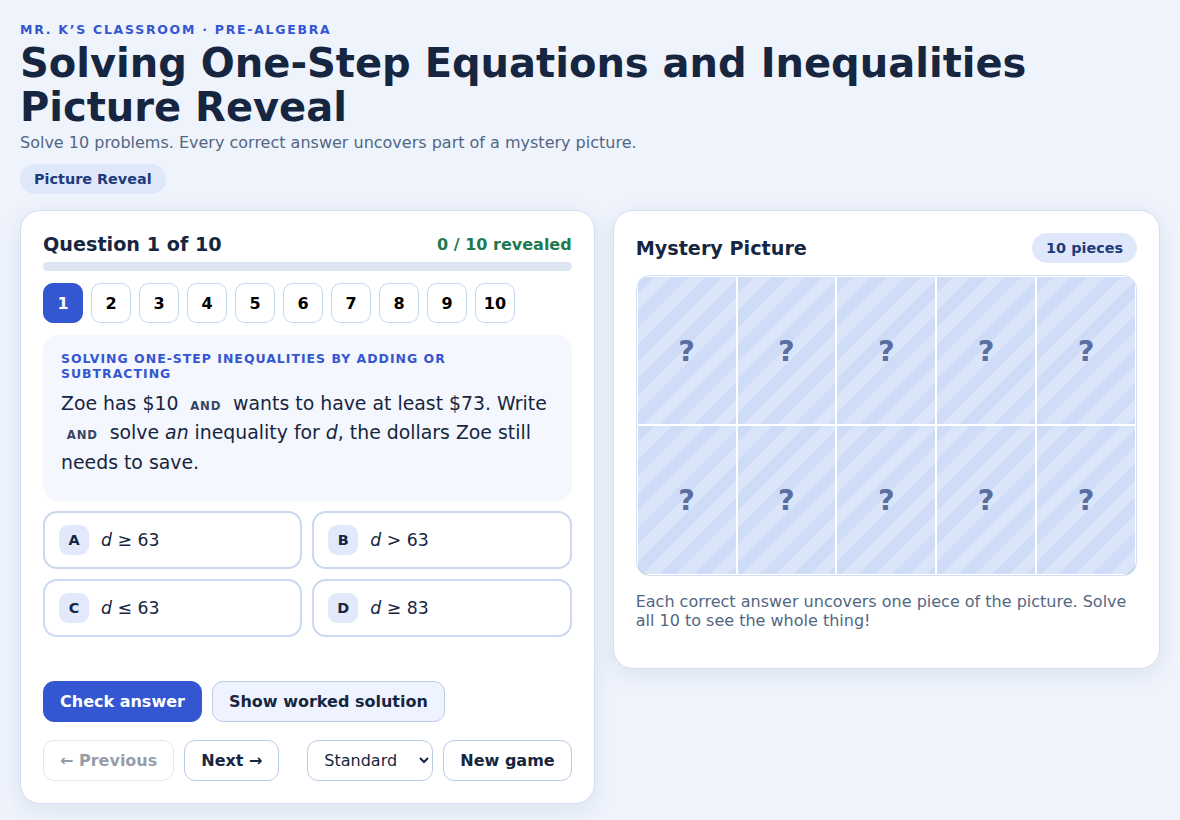 MR. K’S CLASSROOM · PRE-ALGEBRA
Solving One-Step Equations and Inequalities
Picture Reveal
Solve 10 problems. Every correct answer uncovers part of a mystery picture.
Picture Reveal
Question 1 of 10
0 / 10 revealed
1 2 3 4 5 6 7 8 9 10
SOLVING ONE-STEP INEQUALITIES BY ADDING OR
SUBTRACTING
Zoe has $10 AND wants to have at least $73. Write
AND solve an inequality for d, the dollars Zoe still
needs to save.
A d ≥ 63
B d > 63
C d ≤ 63
D d ≥ 83
Check answer
Show worked solution
← Previous
Next →
Standard
New game
Mystery Picture
10 pieces
? ? ? ? ?
? ? ? ? ?
Each correct answer uncovers one piece of the picture. Solve
all 10 to see the whole thing!